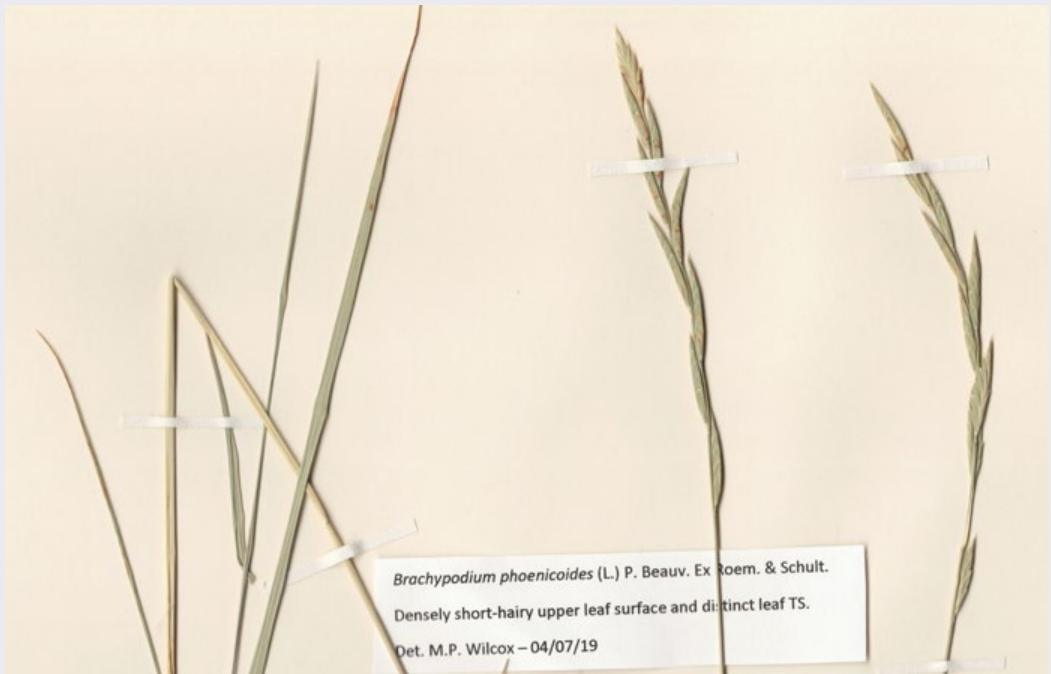 Brachypodium phoenicoides (L.) P. Beauv. Ex Roem. & Schult.
Densely short-hairy upper leaf surface and distinct leaf TS.
Det. M.P. Wilcox – 04/07/19